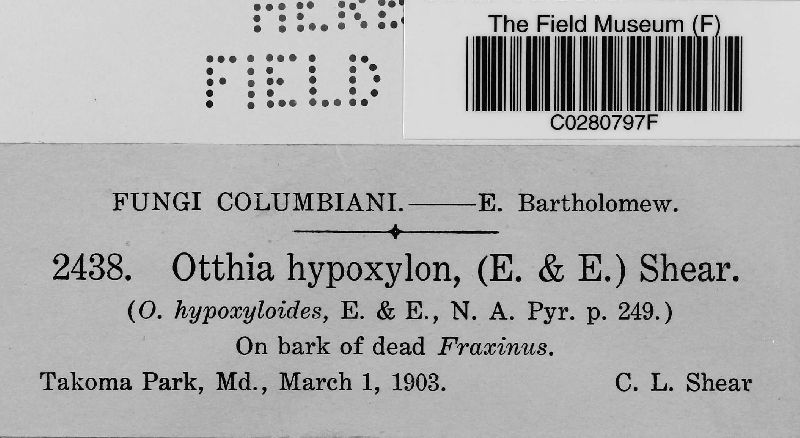 FIELD
The Field Museum (F)
C0280797F
FUNGI COLUMBIANI.——E. Bartholomew.
2438. Otthia hypoxylon, (E. & E.) Shear.
(O. hypoxyloides, E. & E., N. A. Pyr. p. 249.)
On bark of dead Fraxinus.
Takoma Park, Md., March 1, 1903. C. L. Shear